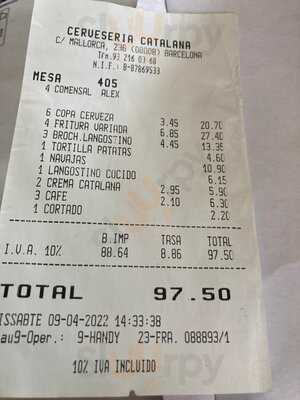 CERVESERIA CATALANA
C/ MALLORCA, 236 (08008) BARCELONA
Tfn.93 216 03 68
N.I.F.: B-87869533
MESA 405
4 COMENSAL ALEX
6 COPA CERVEZA 3.45 20.70
4 FRITURA VARIADA 6.85 27.40
3 BROCH.LANGOSTINO 4.45 13.35
1 TORTILLA PATATAS 4.60
1 NAVAJAS 10.90
1 LANGOSTINO COCIDO 6.15
2 CREMA CATALANA 2.95 5.90
3 CAFE 2.10 6.30
1 CORTADO 2.20
B.IMP TASA TOTAL
I.V.A. 10% 88.64 8.86 97.50
TOTAL 97.50
ISSABTE 09-04-2022 14:33:38
au9-Oper.: 9-HANDY 23-FRA. 088893/1
10% IVA INCLUIDO